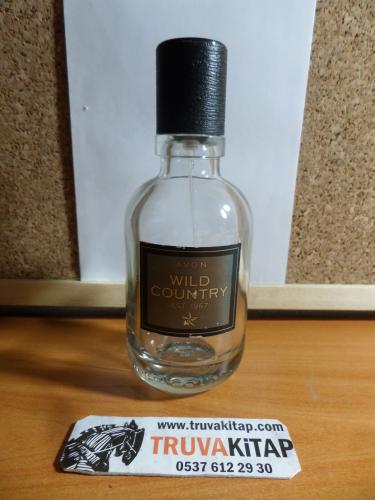 AVON
WILD
COUNTRY
EST. 1967
www.truvakitap.com
TRUVAKiTAP
0537 612 29 30